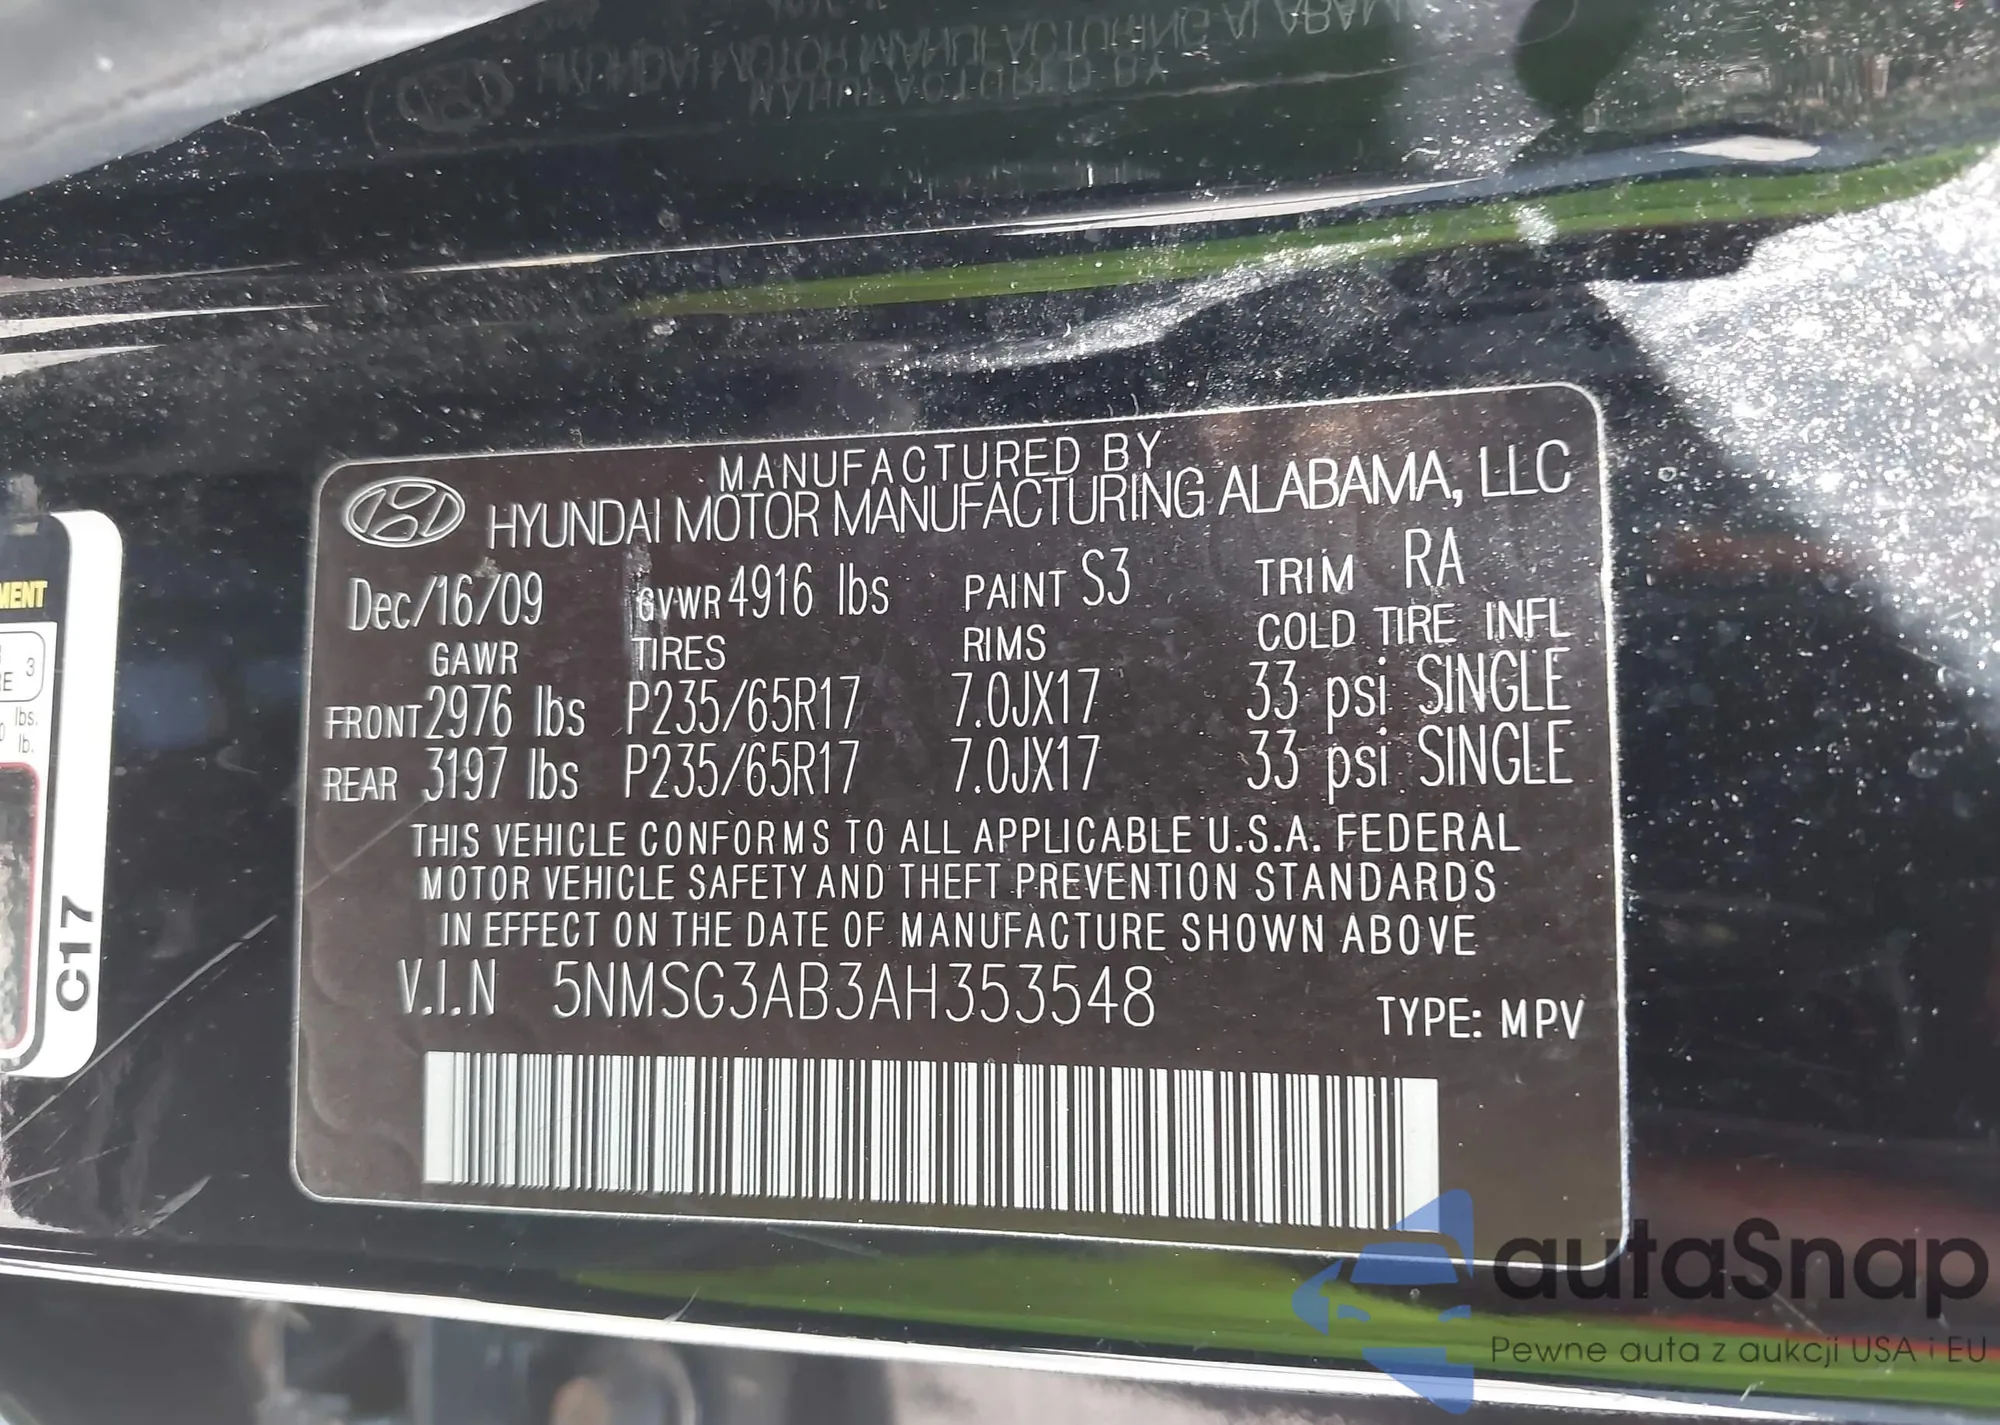 MANUFACTURED BY
HYUNDAI MOTOR MANUFACTURING ALABAMA, LLC
Dec/16/09 GVWR 4916 lbs PAINT S3 TRIM RA
GAWR TIRES RIMS COLD TIRE INFL
FRONT 2976 lbs P235/65R17 7.0JX17 33 psi SINGLE
REAR 3197 lbs P235/65R17 7.0JX17 33 psi SINGLE
THIS VEHICLE CONFORMS TO ALL APPLICABLE U.S.A. FEDERAL
MOTOR VEHICLE SAFETY AND THEFT PREVENTION STANDARDS
IN EFFECT ON THE DATE OF MANUFACTURE SHOWN ABOVE
V.I.N 5NMSG3AB3AH353548
TYPE: MPV
3
lbs.
lb.
C17
autaSnap
Pewne auta z aukcji USA i EU